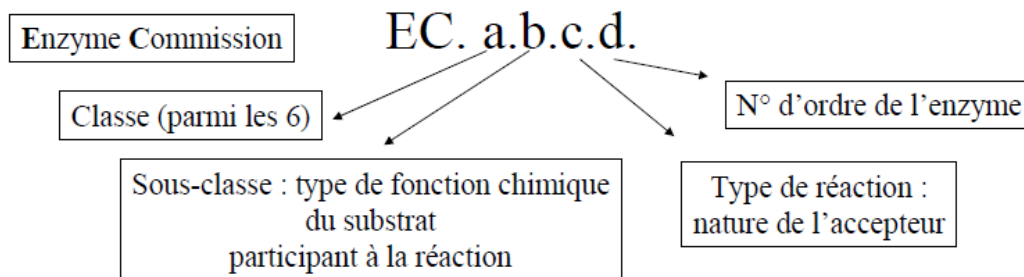 Enzyme Commission
EC. a.b.c.d.
Classe (parmi les 6)
N° d'ordre de l'enzyme
Sous-classe : type de fonction chimique
du substrat
participant à la réaction
Type de réaction :
nature de l'accepteur